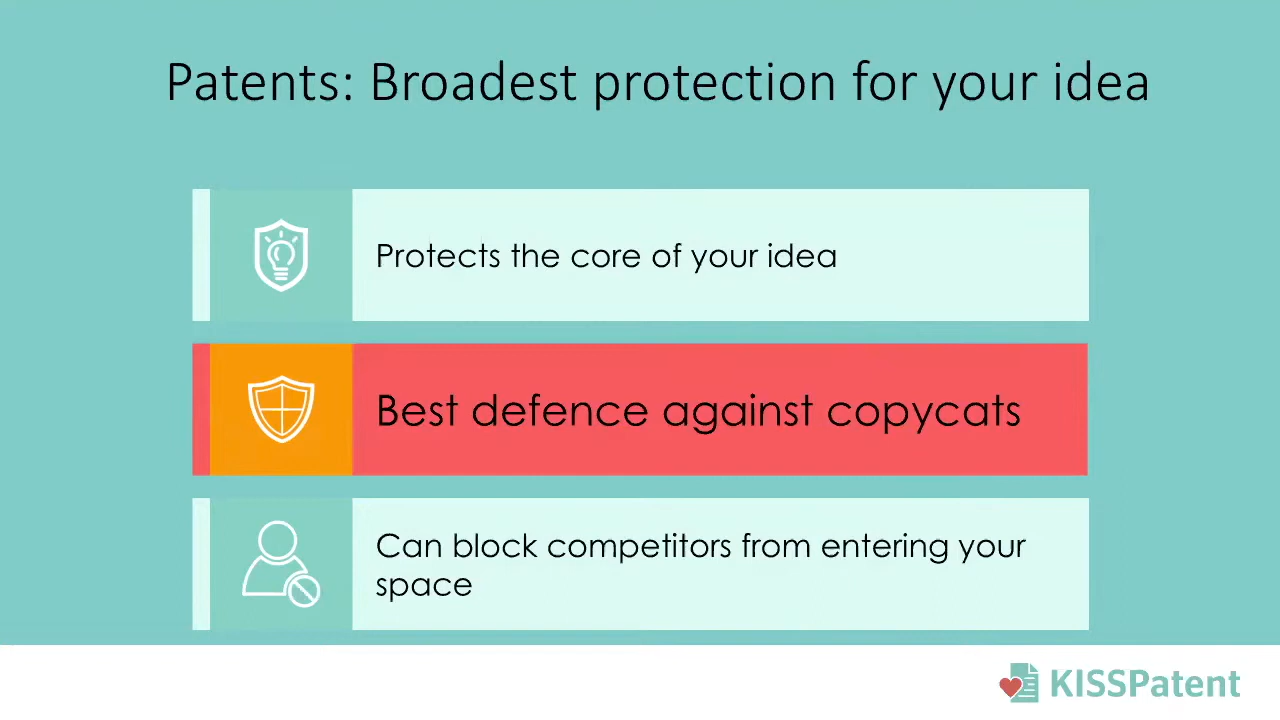 Patents: Broadest protection for your idea
Protects the core of your idea
Best defence against copycats
Can block competitors from entering your
space
KISSPatent